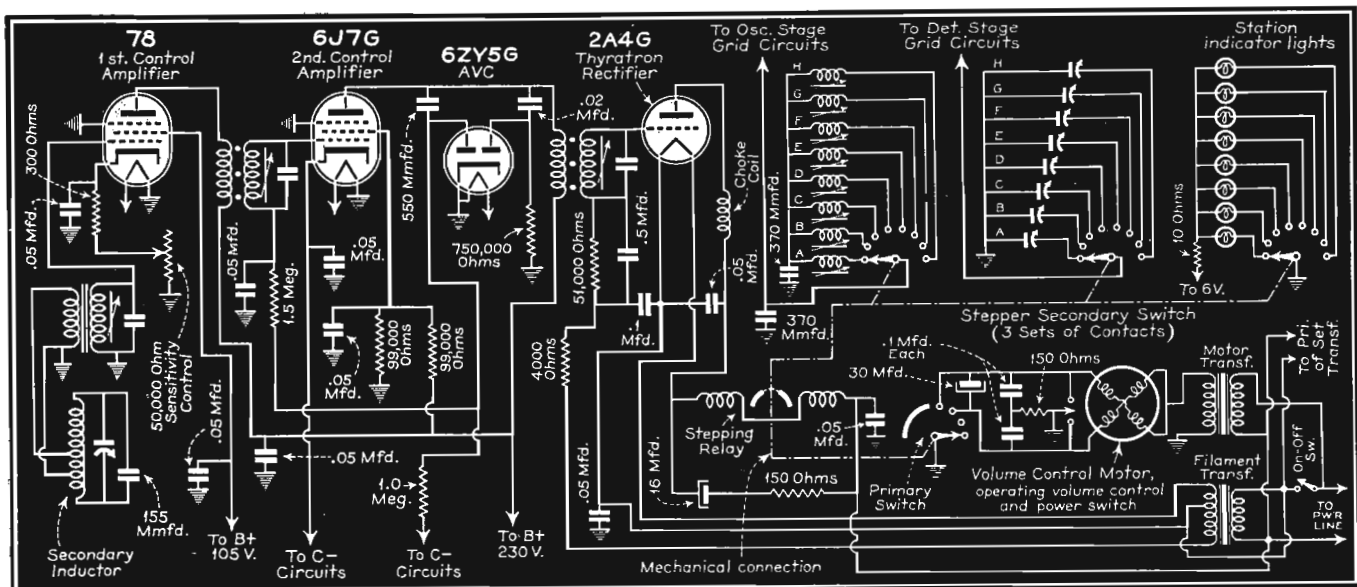 78
1st. Control
Amplifier
6J7G
2nd. Control
Amplifier
6ZY5G
AVC
2A4G
Thyratron
Rectifier
To Osc. Stage
Grid Circuits
To Det. Stage
Grid Circuits
Station
indicator lights
300 Ohms
.05 Mfd.
50,000 Ohm
Sensitivity
Control
.05 Mfd.
155
Mmfd.
Secondary
Inductor
To B+
105 V.
.05 Mfd.
1.5 Meg.
.05
Mfd.
.05
Mfd.
99,000
Ohms
99,000
Ohms
.05 Mfd.
1.0
Meg.
To C-
Circuits
To C-
Circuits
550 Mmfd.
750,000
Ohms
.02
Mfd.
To B+
230 V.
51,000 Ohms
.5 Mfd.
.1
Mfd.
4000
Ohms
.05 Mfd.
Choke
Coil
.05
Mfd.
H
G
F
E
D
C
B
A
370 Mmfd.
370
Mmfd.
H
G
F
E
D
C
B
A
10 Ohms
To 6V.
Stepper Secondary Switch
(3 Sets of Contacts)
Stepping
Relay
.16 Mfd.
150 Ohms
.05
Mfd.
Primary
Switch
.1 Mfd.
Each
30 Mfd.
150 Ohms
Volume Control Motor,
operating volume control
and power switch
Motor
Transf.
To Pri.
of Set
Transf.
Filament
Transf.
On-Off
Sw.
TO
PWR
LINE
Mechanical connection